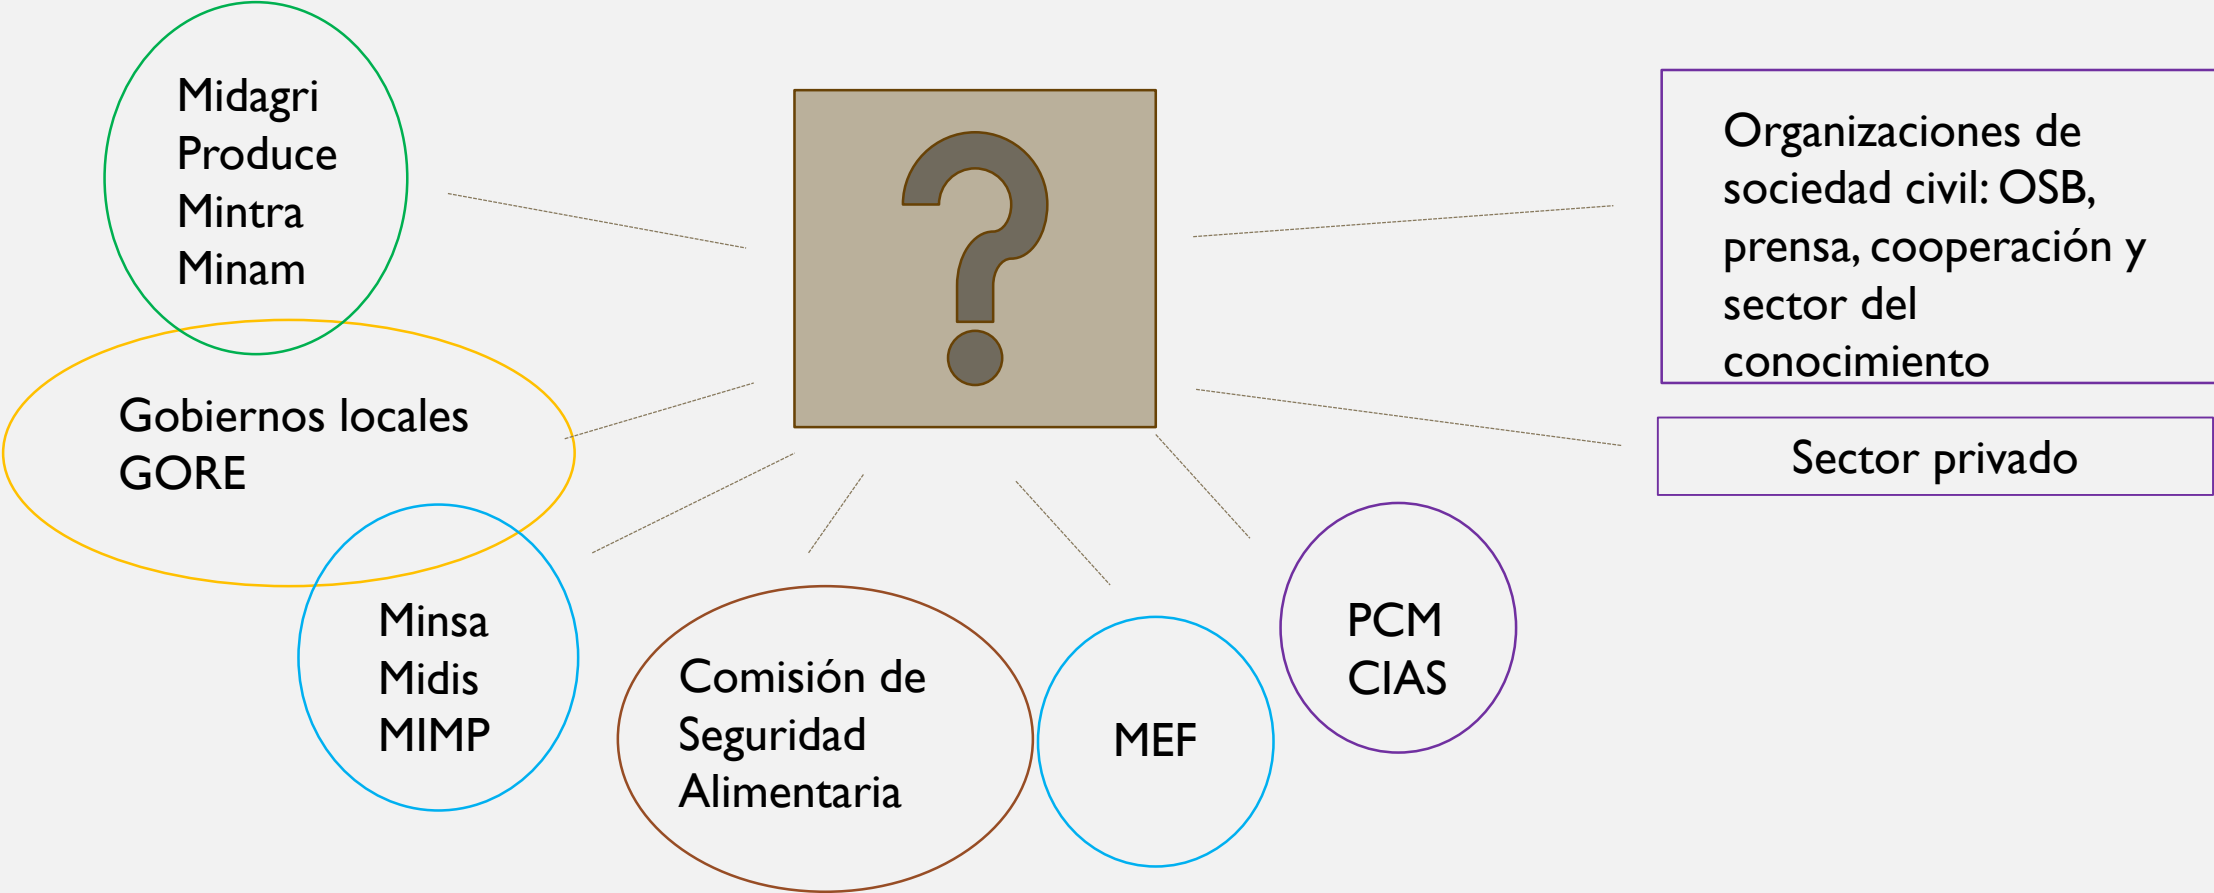 Midagri
Produce
Mintra
Minam
Gobiernos locales
GORE
Minsa
Midis
MIMP
Comisión de
Seguridad
Alimentaria
MEF
PCM
CIAS
?
Organizaciones de
sociedad civil: OSB,
prensa, cooperación y
sector del
conocimiento
Sector privado